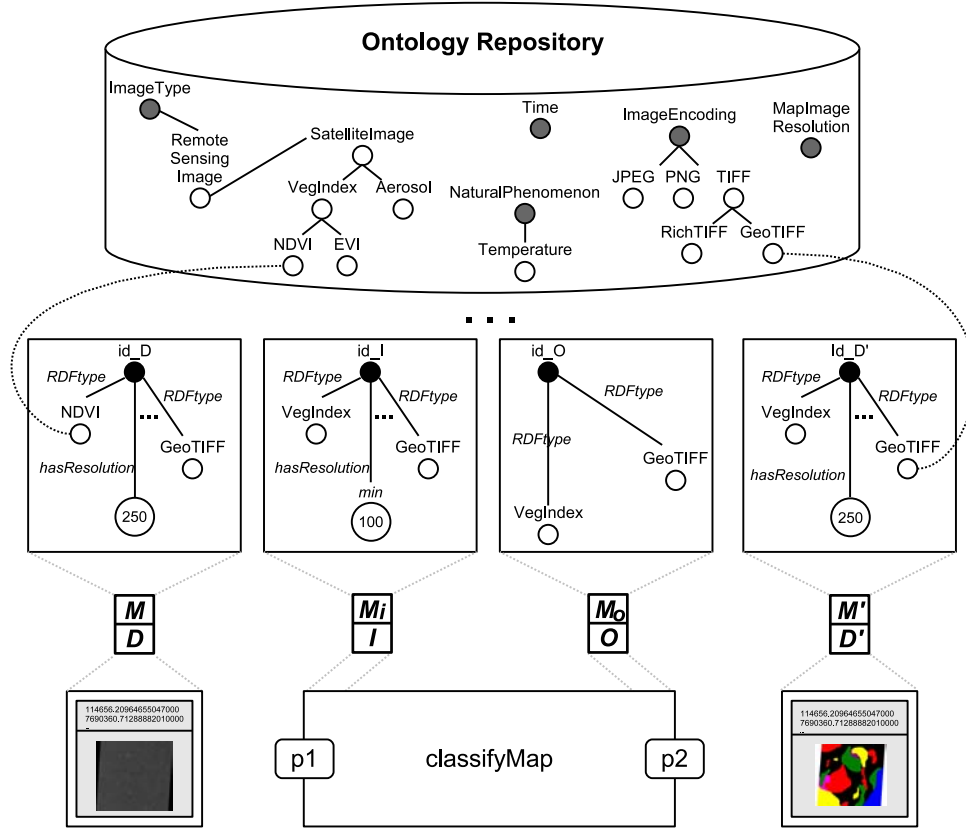 Ontology Repository
ImageType
Remote
Sensing
Image
SatelliteImage
VegIndex
Aerosol
NDVI
EVI
Time
NaturalPhenomenon
Temperature
ImageEncoding
JPEG
PNG
TIFF
RichTIFF
GeoTIFF
MapImage
Resolution
...
id_D
RDFtype
RDFtype
NDVI
...
GeoTIFF
hasResolution
250
id_I
RDFtype
RDFtype
VegIndex
...
GeoTIFF
hasResolution
min
100
id_O
RDFtype
RDFtype
GeoTIFF
VegIndex
Id_D'
RDFtype
RDFtype
VegIndex
...
GeoTIFF
hasResolution
250
M
D
Mi
I
Mo
O
M'
D'
114656.20964655047000
7690360.71288882010000
p1
classifyMap
p2
114656.20964655047000
7690360.71288882010000